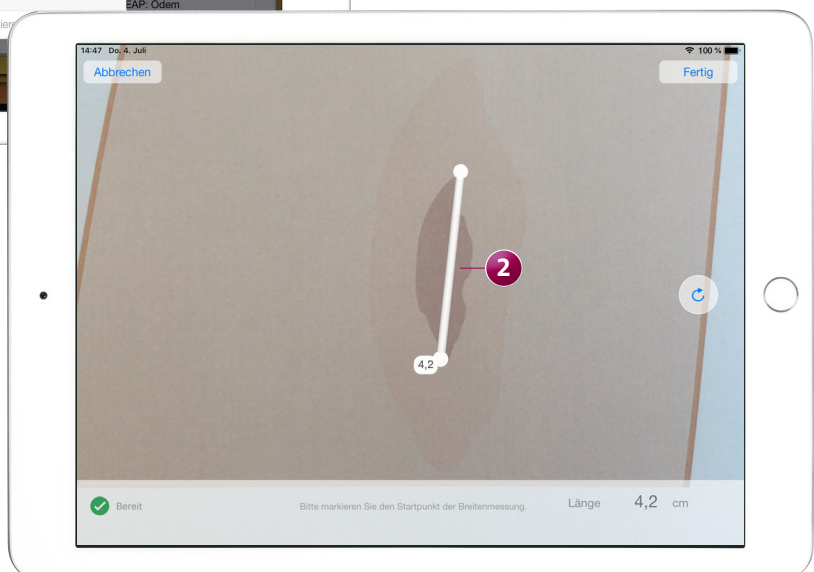 EAP: Ödem
14:47 Do. 4. Juli
100 %
Abbrechen
Fertig
2
4,2
Bereit
Bitte markieren Sie den Startpunkt der Breitenmessung.
Länge 4,2 cm